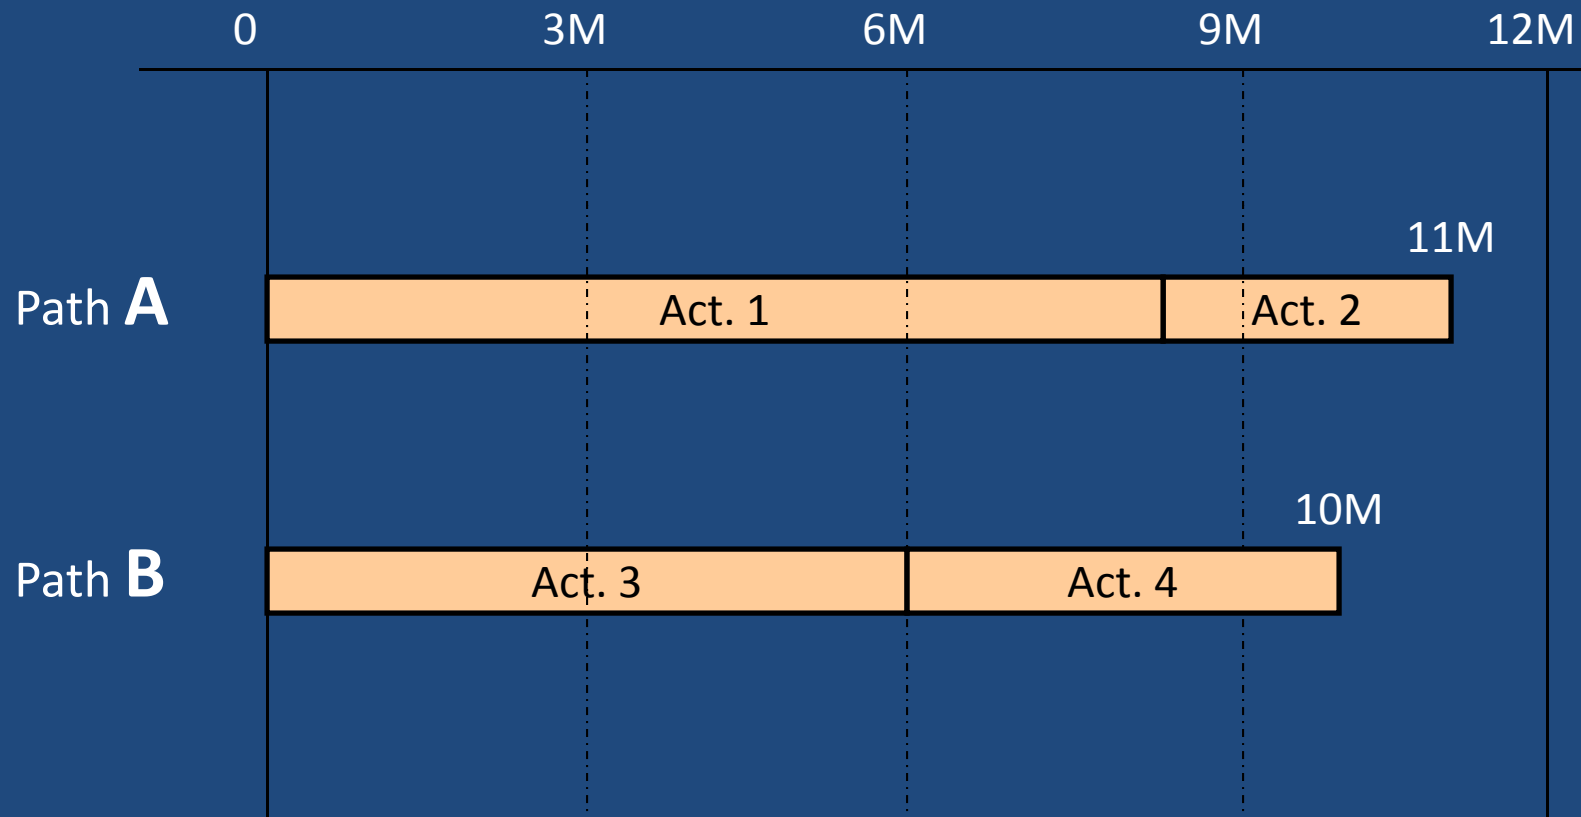 0 3M 6M 9M 12M
11M
Path A Act. 1 Act. 2
10M
Path B Act. 3 Act. 4